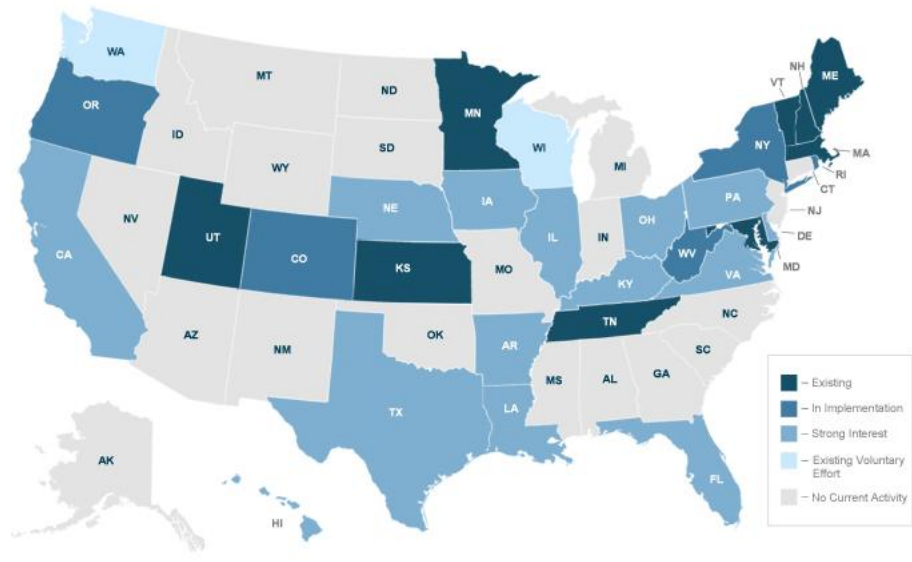 WA
MT
ND
MN
VT
NH
ME
OR
ID
SD
WI
MI
NY
MA
RI
CT
WY
NE
IA
PA
NJ
NV
UT
CO
KS
MO
IL
IN
OH
DE
MD
CA
WV
VA
KY
AZ
NM
OK
AR
TN
NC
SC
TX
LA
MS
AL
GA
FL
AK
HI
– Existing
– In Implementation
– Strong Interest
– Existing Voluntary
Effort
– No Current Activity